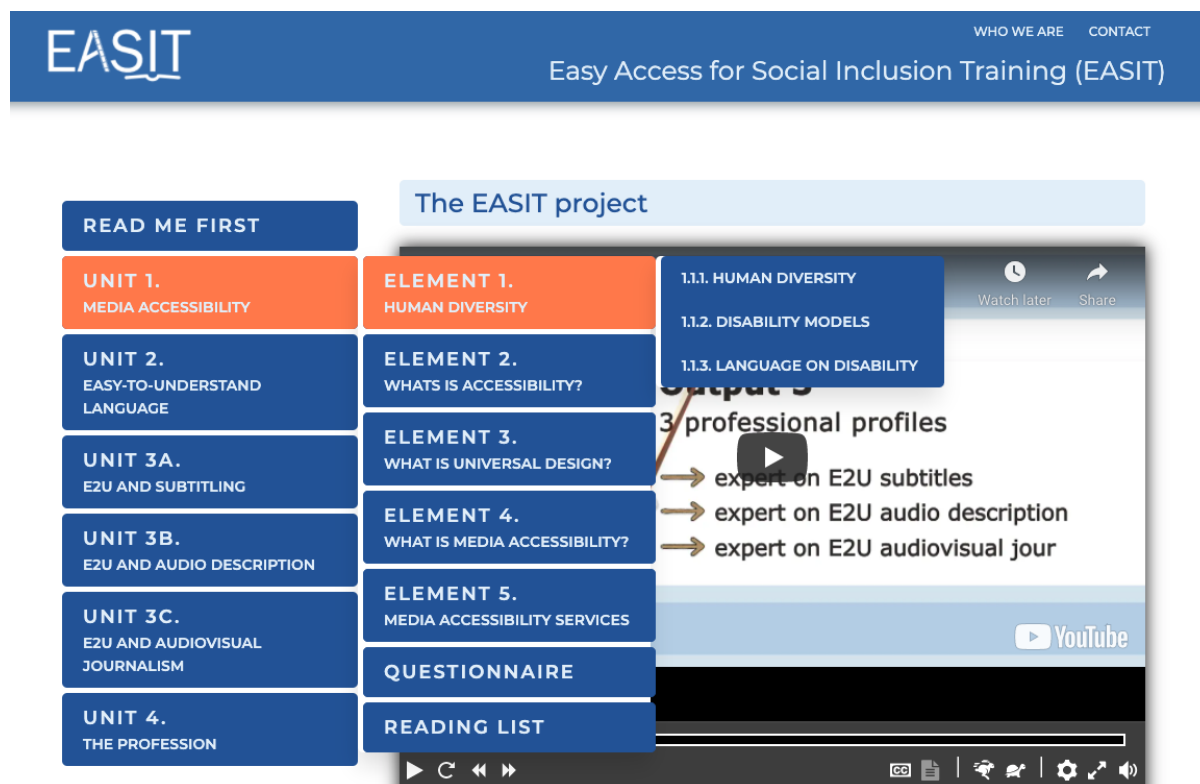 EASIT
WHO WE ARE
CONTACT
Easy Access for Social Inclusion Training (EASIT)
The EASIT project
READ ME FIRST
UNIT 1.
MEDIA ACCESSIBILITY
UNIT 2.
EASY-TO-UNDERSTAND
LANGUAGE
UNIT 3A.
E2U AND SUBTITLING
UNIT 3B.
E2U AND AUDIO DESCRIPTION
UNIT 3C.
E2U AND AUDIOVISUAL
JOURNALISM
UNIT 4.
THE PROFESSION
ELEMENT 1.
HUMAN DIVERSITY
ELEMENT 2.
WHATS IS ACCESSIBILITY?
ELEMENT 3.
WHAT IS UNIVERSAL DESIGN?
ELEMENT 4.
WHAT IS MEDIA ACCESSIBILITY?
ELEMENT 5.
MEDIA ACCESSIBILITY SERVICES
QUESTIONNAIRE
READING LIST
1.1.1. HUMAN DIVERSITY
1.1.2. DISABILITY MODELS
1.1.3. LANGUAGE ON DISABILITY
Watch later
Share
3 professional profiles
expert on E2U subtitles
expert on E2U audio description
expert on E2U audiovisual jour
YouTube
CC